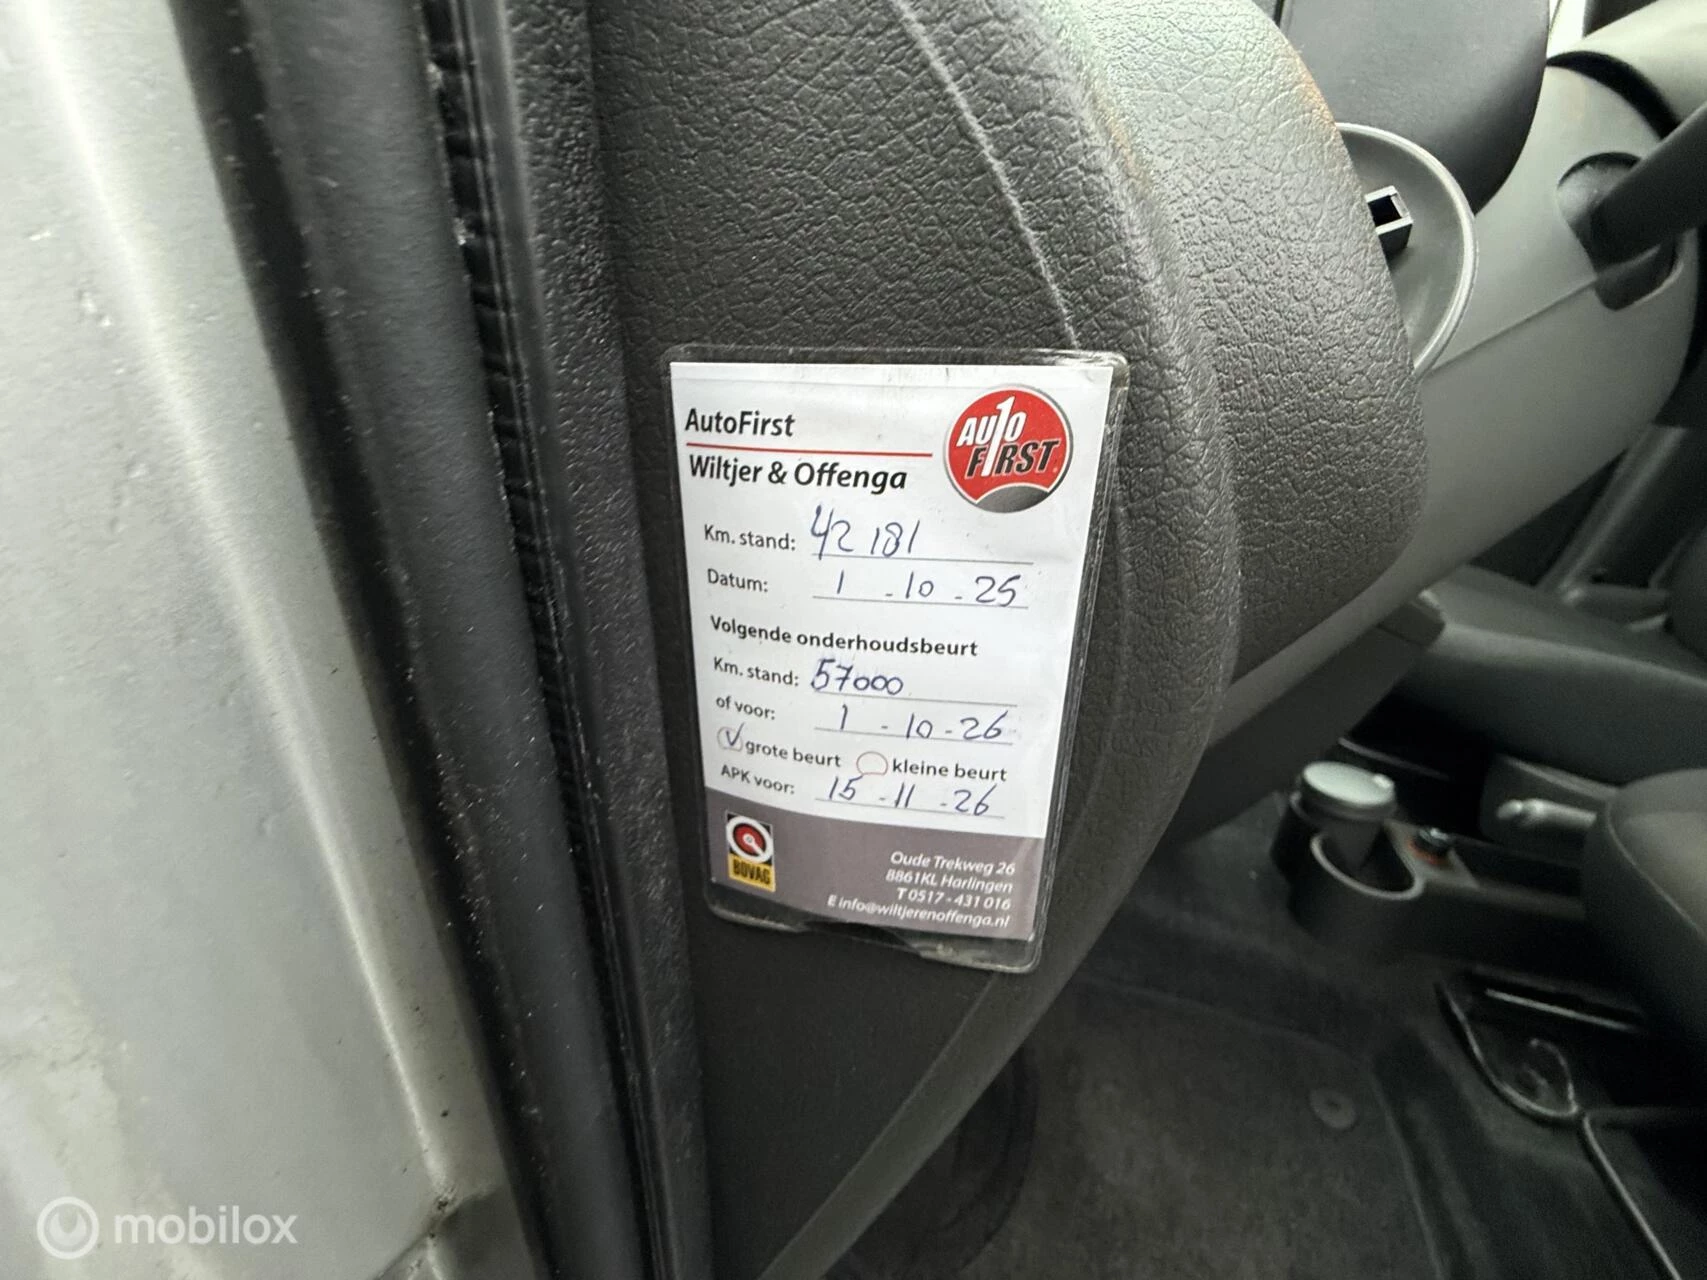 AutoFirst
AUTO FIRST
Wiltjer & Offenga
Km. stand: 42 181
Datum: 1 - 10 - 25
Volgende onderhoudsbeurt
Km. stand: 57000
of voor: 1 - 10 - 26
V grote beurt kleine beurt
APK voor: 15 - 11 - 26
BOVAG
Oude Trekweg 26
8861KL Harlingen
T 0517 - 431 016
E info@wiltjerenoffenga.nl
mobilox